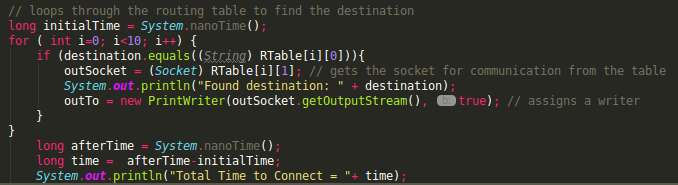 // loops through the routing table to find the destination
long initialTime = System.nanoTime();
for ( int i=0; i<10; i++) {
if (destination.equals((String) RTable[i][0])){
outSocket = (Socket) RTable[i][1]; // gets the socket for communication from the table
System.out.println("Found destination: " + destination);
outTo = new PrintWriter(outSocket.getOutputStream(), true); // assigns a writer
}
}
long afterTime = System.nanoTime();
long time = afterTime-initialTime;
System.out.println("Total Time to Connect = "+ time);